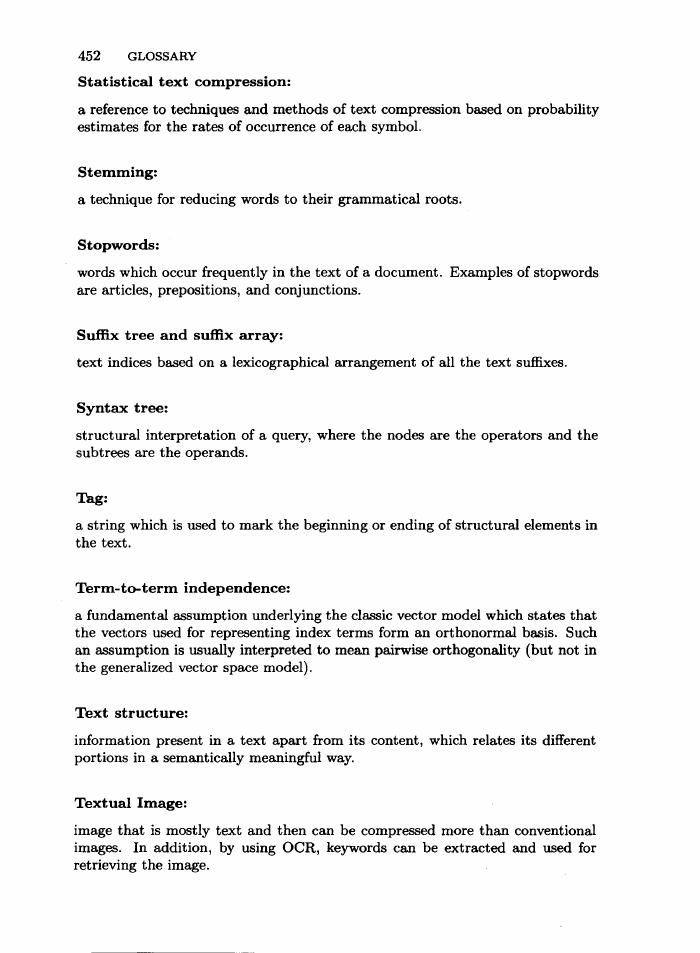 452 GLOSSARY
Statistical text compression:
a reference to techniques and methods of text compression based on probability
estimates for the rates of occurrence of each symbol.
Stemming:
a technique for reducing words to their grammatical roots.
Stopwords:
words which occur frequently in the text of a document. Examples of stopwords
are articles, prepositions, and conjunctions.
Suffix tree and suffix array:
text indices based on a lexicographical arrangement of all the text suffixes.
Syntax tree:
structural interpretation of a query, where the nodes are the operators and the
subtrees are the operands.
Tag:
a string which is used to mark the beginning or ending of structural elements in
the text.
Term-to-term independence:
a fundamental assumption underlying the classic vector model which states that
the vectors used for representing index terms form an orthonormal basis. Such
an assumption is usually interpreted to mean pairwise orthogonality (but not in
the generalized vector space model).
Text structure:
information present in a text apart from its content, which relates its different
portions in a semantically meaningful way.
Textual Image:
image that is mostly text and then can be compressed more than conventional
images. In addition, by using OCR, keywords can be extracted and used for
retrieving the image.